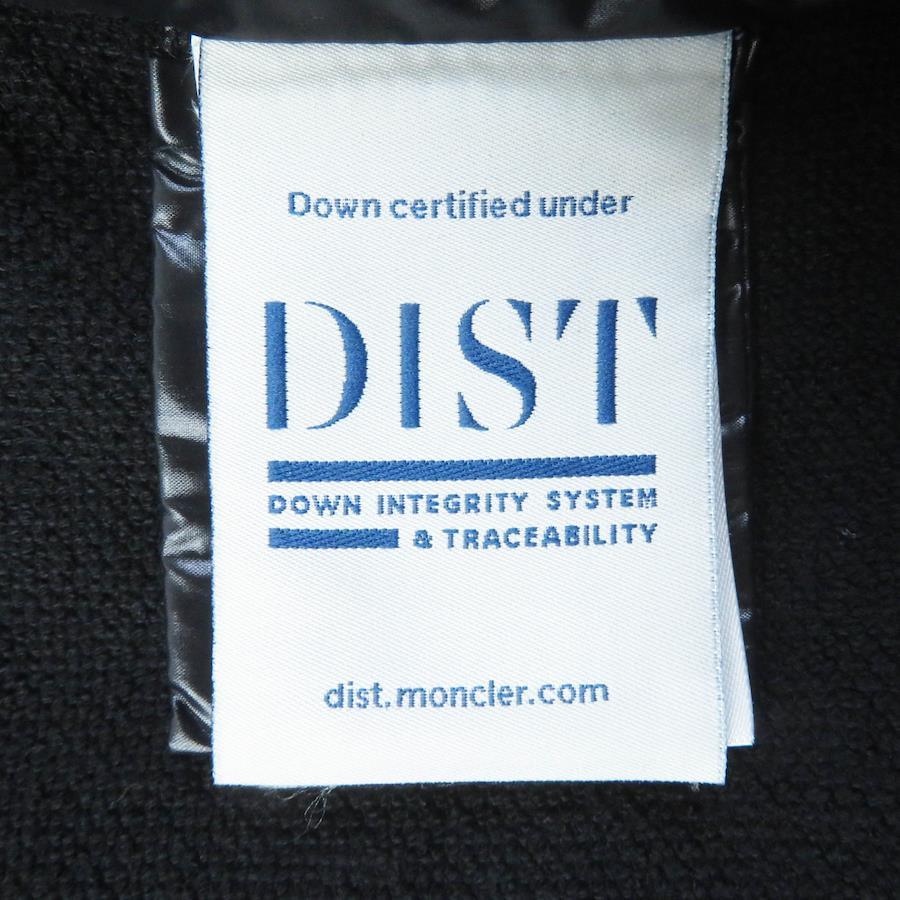 Down certified under
DIST
DOWN INTEGRITY SYSTEM
& TRACEABILITY
dist.moncler.com